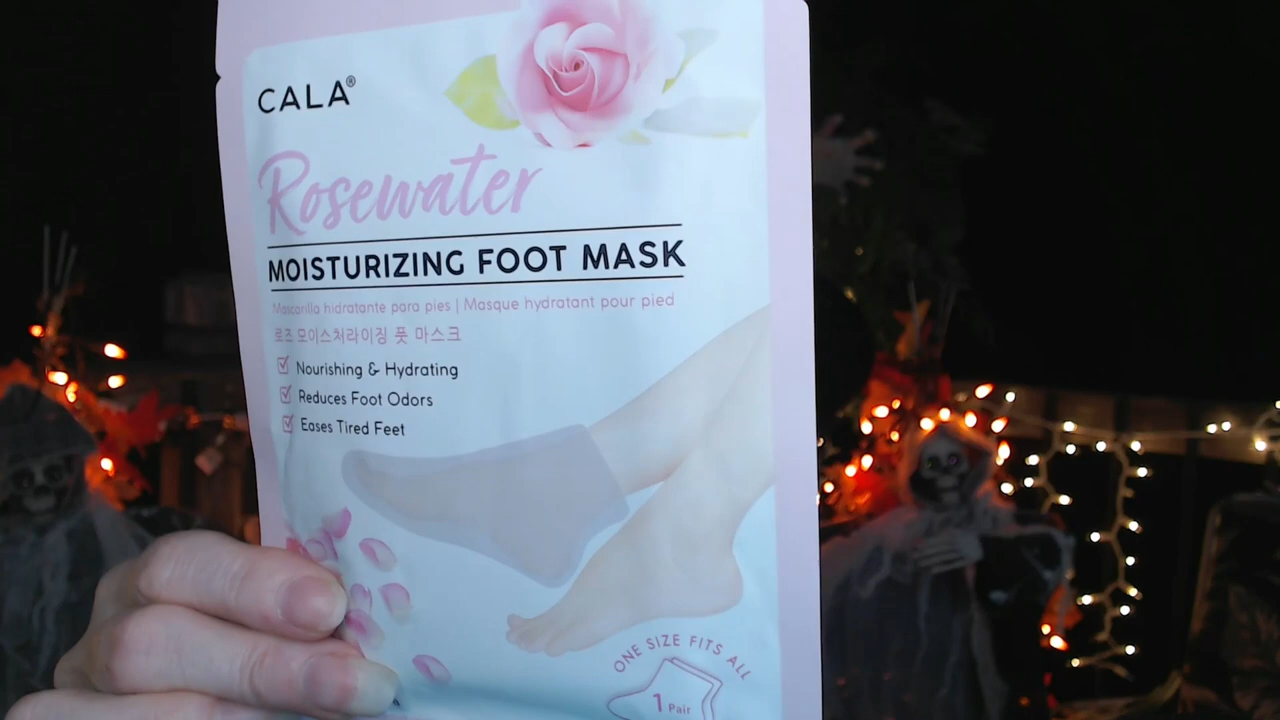 CALA®
Rosewater
MOISTURIZING FOOT MASK
Mascarilla hidratante para pies | Masque hydratant pour pied
로즈 모이스처라이징 풋 마스크
Nourishing & Hydrating
Reduces Foot Odors
Eases Tired Feet
ONE SIZE FITS ALL
1 Pair